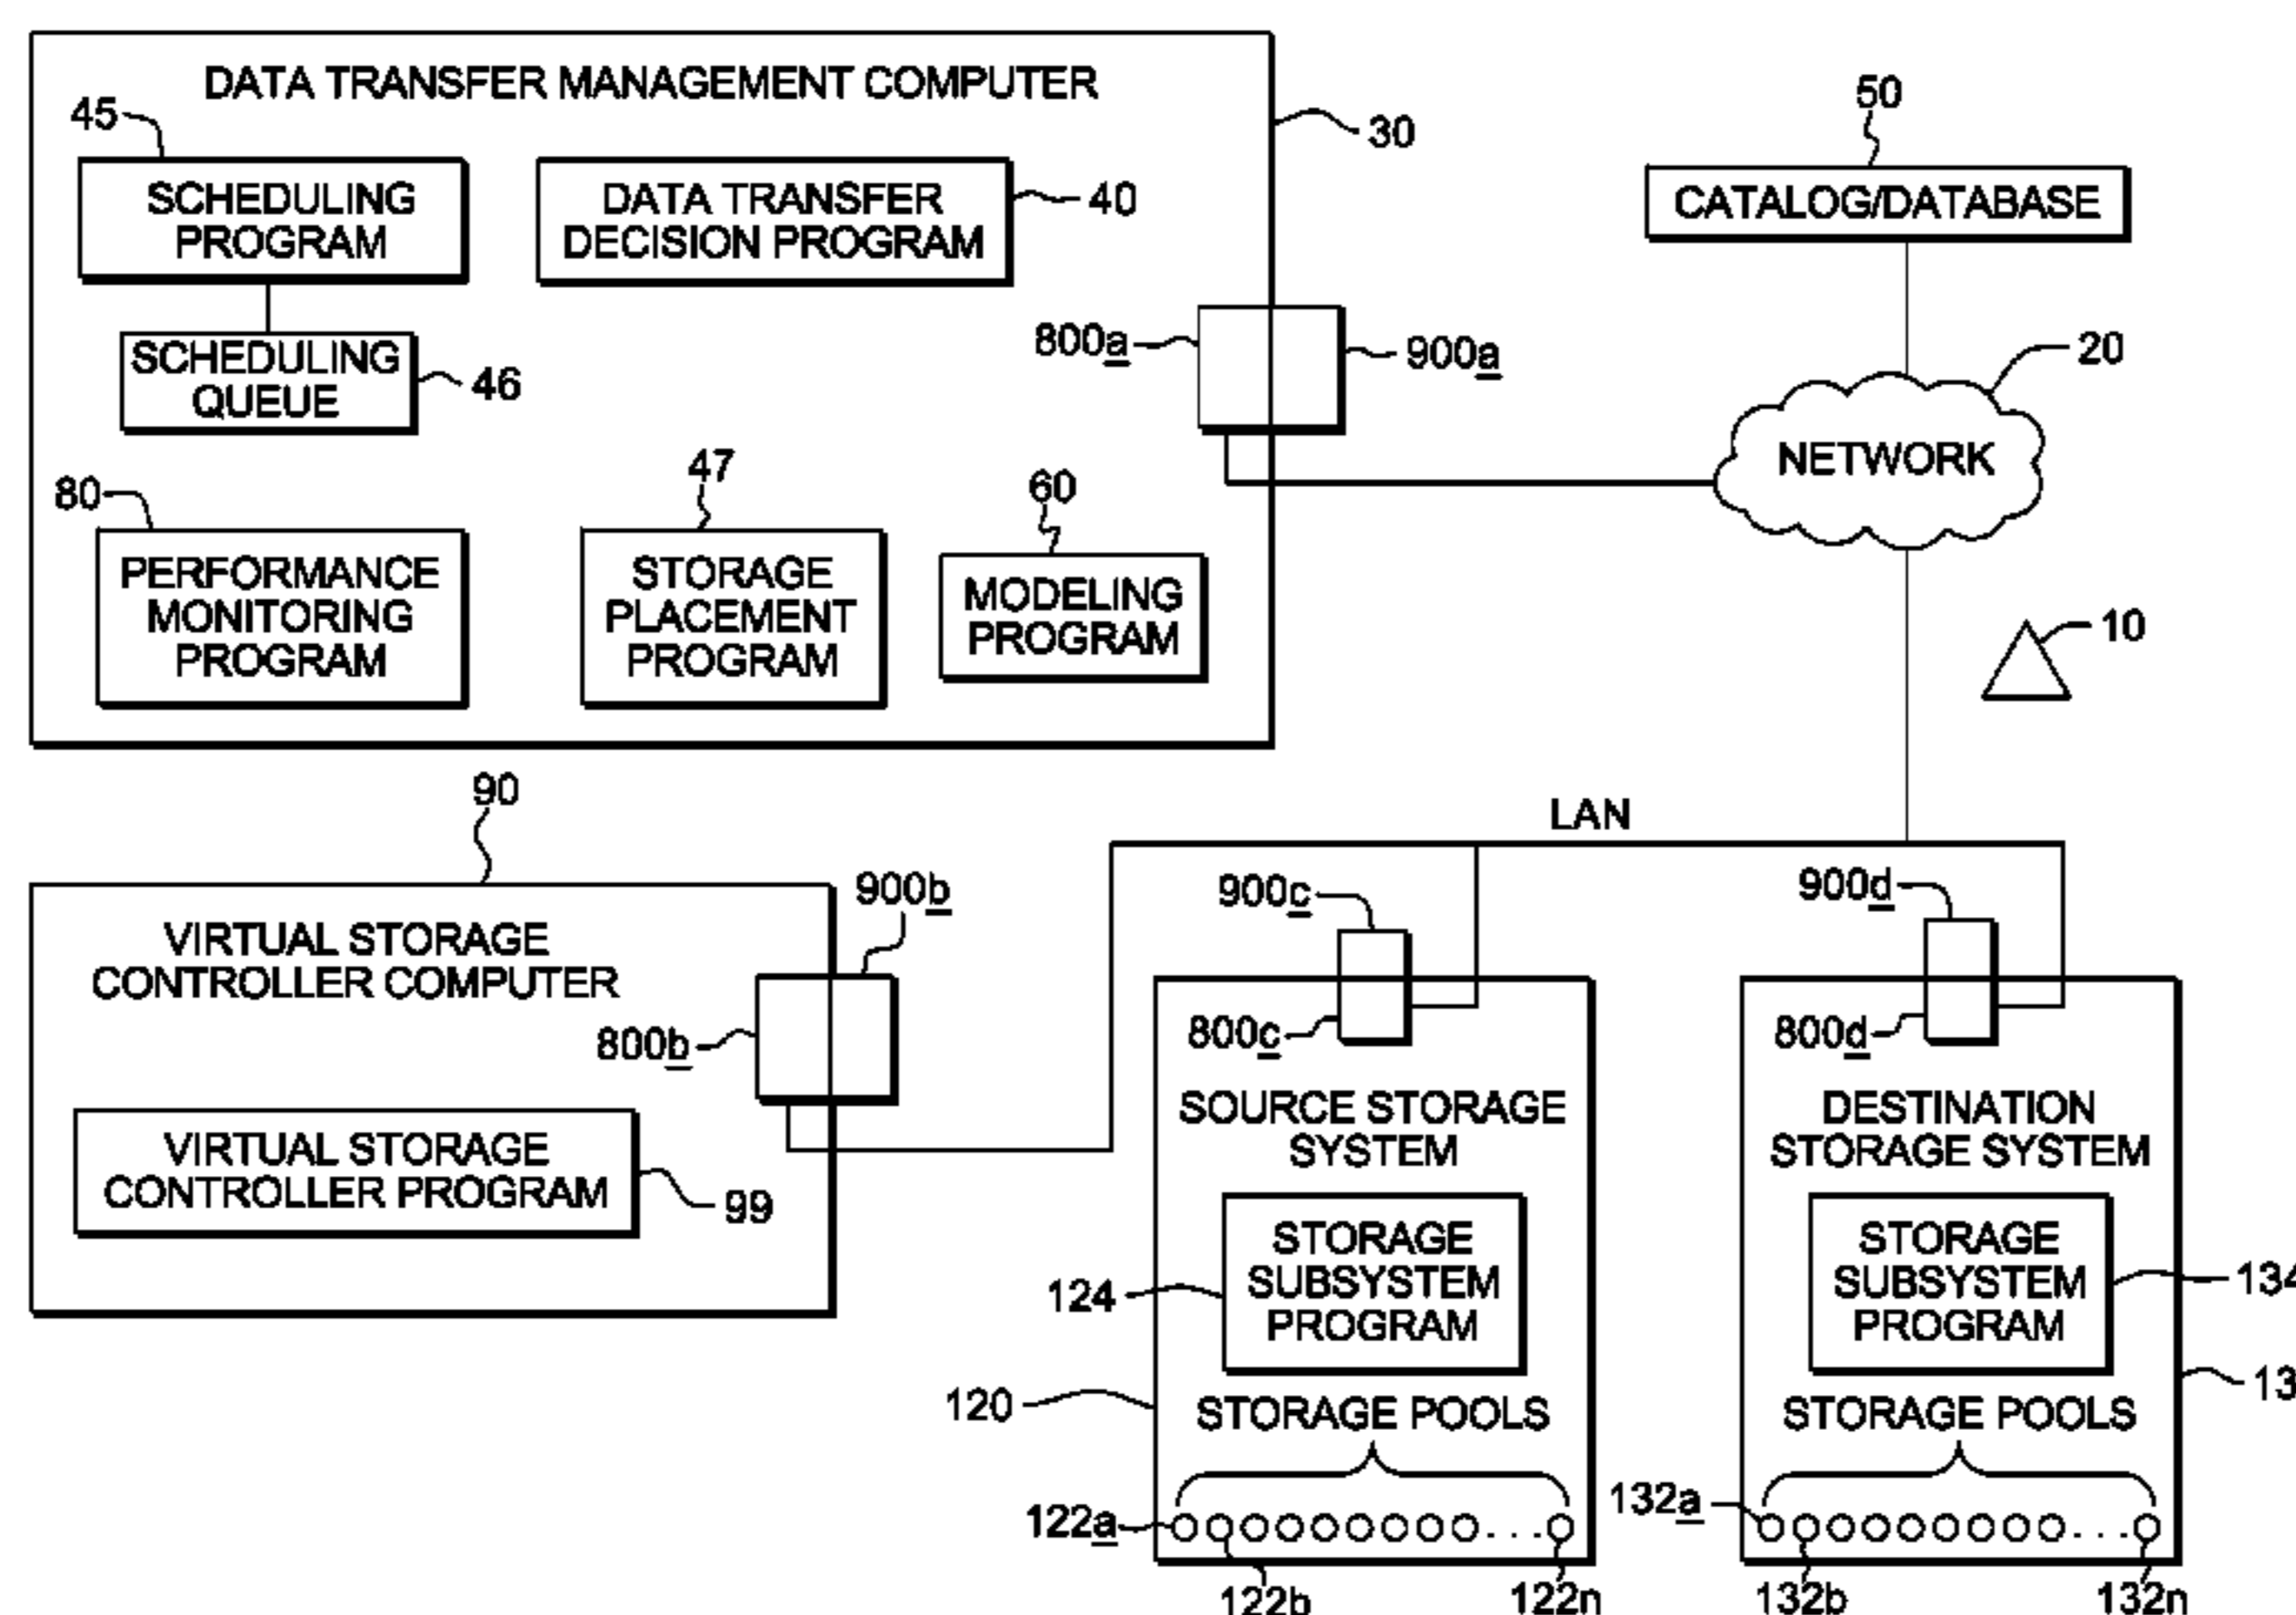 DATA TRANSFER MANAGEMENT COMPUTER
45
30
SCHEDULING
PROGRAM
DATA TRANSFER
DECISION PROGRAM
40
50
CATALOG/DATABASE
SCHEDULING
QUEUE
46
800a
900a
20
NETWORK
80
47
60
PERFORMANCE
MONITORING
PROGRAM
STORAGE
PLACEMENT
PROGRAM
MODELING
PROGRAM
10
90
LAN
VIRTUAL STORAGE
CONTROLLER COMPUTER
900b
800b
VIRTUAL STORAGE
CONTROLLER PROGRAM
99
900c
800c
SOURCE STORAGE
SYSTEM
STORAGE
SUBSYSTEM
PROGRAM
124
120
STORAGE POOLS
122a
. . .
122b
122n
900d
800d
DESTINATION
STORAGE SYSTEM
STORAGE
SUBSYSTEM
PROGRAM
134
13
STORAGE POOLS
132a
. . .
132b
132n